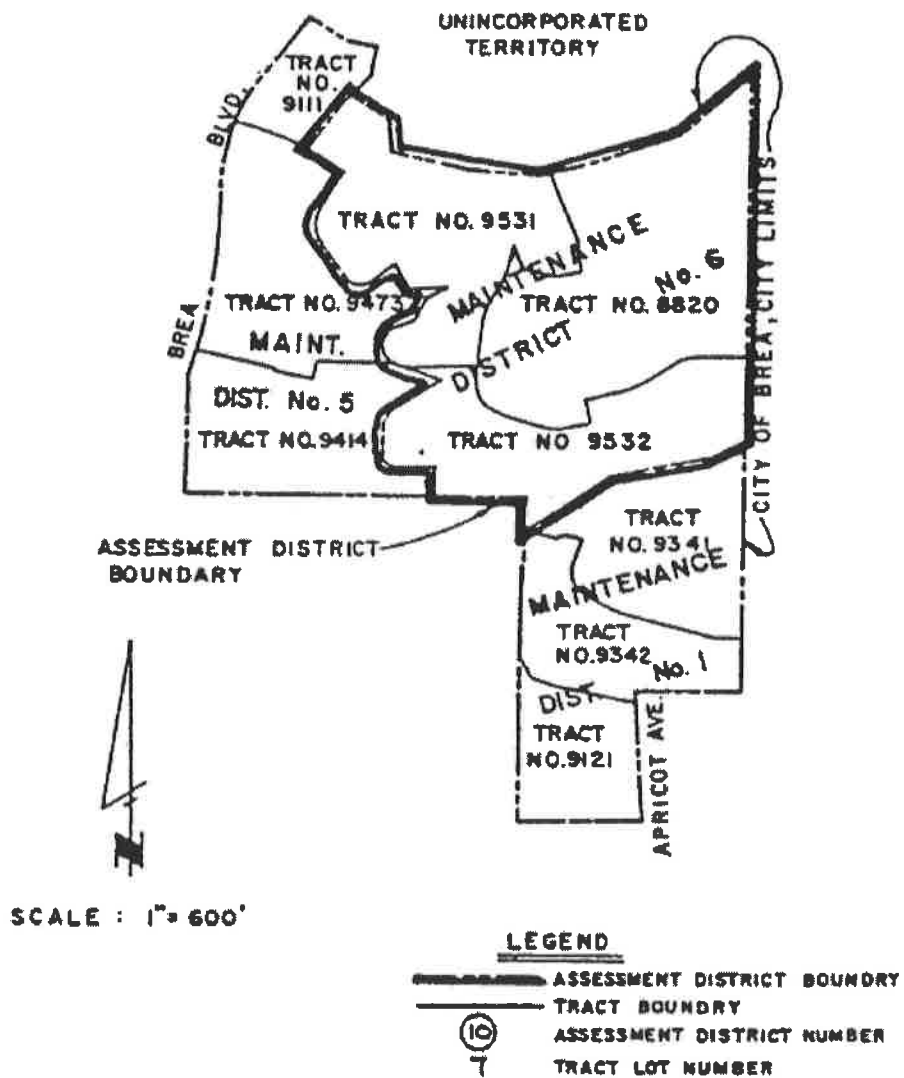 UNINCORPORATED
TERRITORY
TRACT
NO.
9111
BLVD.
TRACT NO. 9531
MAINTENANCE
DISTRICT
No. 6
TRACT NO. 8820
CITY OF BREA, CITY LIMITS
TRACT NO. 9473
MAINT.
BREA
DIST. No. 5
TRACT NO. 9414
TRACT NO 9532
ASSESSMENT DISTRICT
BOUNDARY
TRACT
NO. 9341
MAINTENANCE
TRACT
NO. 9342
No. 1
DIST.
TRACT
NO. 9121
APRICOT AVE.
N
SCALE : 1"= 600'
LEGEND
ASSESSMENT DISTRICT BOUNDRY
TRACT BOUNDRY
10 ASSESSMENT DISTRICT NUMBER
7 TRACT LOT NUMBER